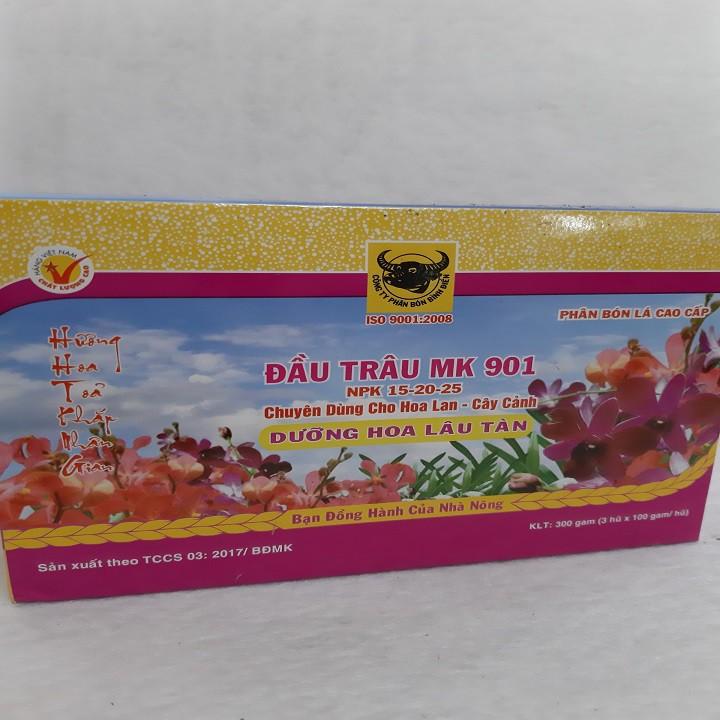 HÀNG VIỆT NAM
CHẤT LƯỢNG CAO
CÔNG TY PHÂN BÓN BÌNH ĐIỀN
ISO 9001:2008
PHÂN BÓN LÁ CAO CẤP
Hương
Hoa
Toả
Khắp
Nhân
Gian
ĐẦU TRÂU MK 901
NPK 15-20-25
Chuyên Dùng Cho Hoa Lan - Cây Cảnh
DƯỠNG HOA LÂU TÀN
Bạn Đồng Hành Của Nhà Nông
Sản xuất theo TCCS 03: 2017/ BĐMK
KLT: 300 gam (3 hũ x 100 gam/ hũ)